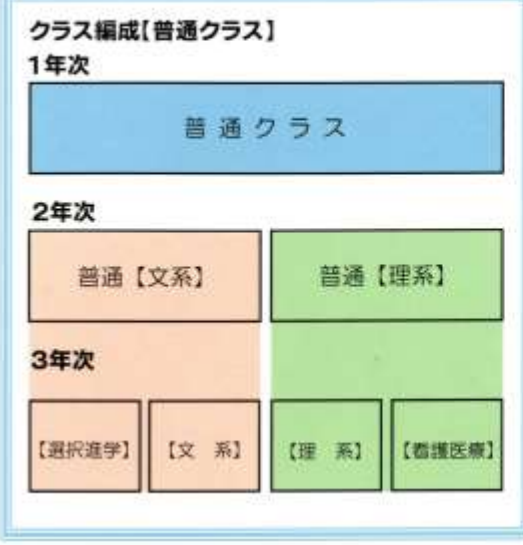 クラス編成【普通クラス】
1年次
普通クラス
2年次
普通【文系】
普通【理系】
3年次
【選択進学】
【文 系】
【理 系】
【看護医療】